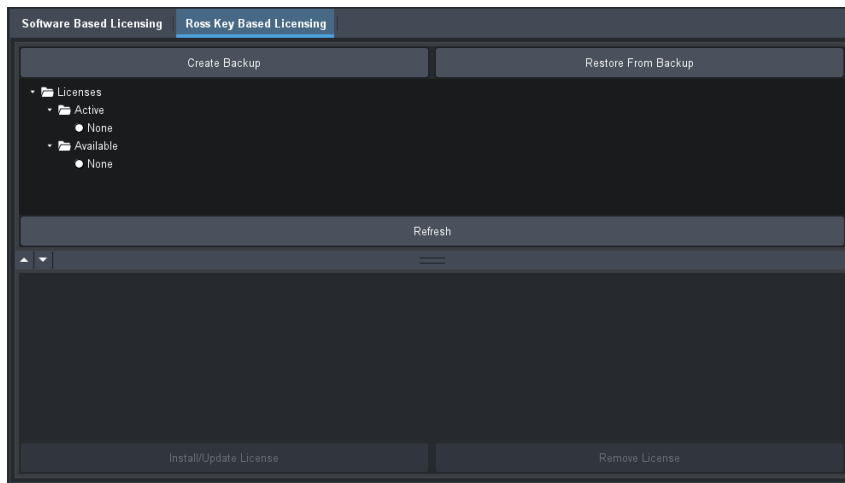 Software Based Licensing Ross Key Based Licensing
Create Backup Restore From Backup
Licenses
Active
None
Available
None
Refresh
Install/Update License Remove License